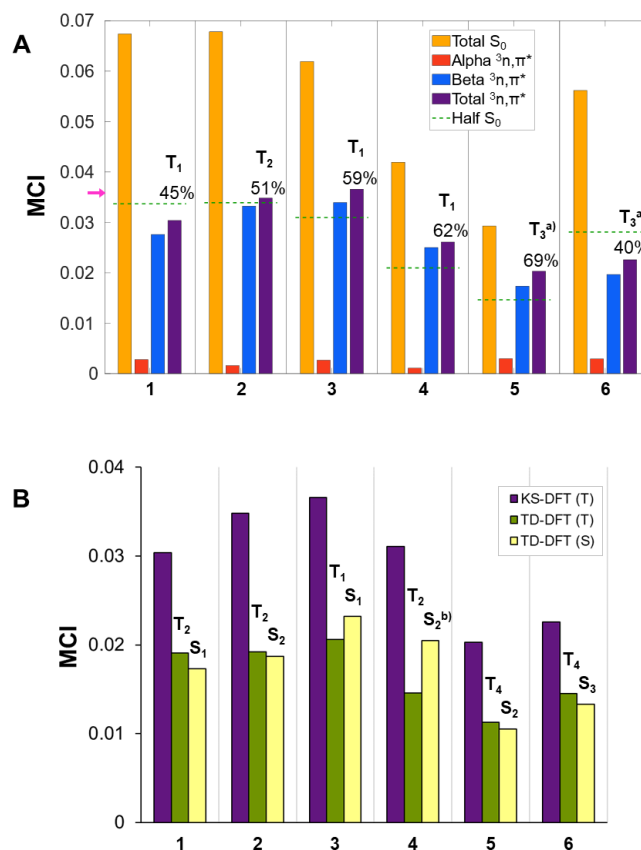 A
0.07
0.06
0.05
0.04
0.03
0.02
0.01
0
MCI
Total S₀
Alpha ³n,π*
Beta ³n,π*
Total ³n,π*
Half S₀
T₁
45%
T₂
51%
T₁
59%
T₁
62%
T₃ᵃ⁾
69%
T₃ᵃ
40%
1 2 3 4 5 6
B
0.04
0.03
0.02
0.01
0
MCI
KS-DFT (T)
TD-DFT (T)
TD-DFT (S)
T₂
S₁
T₂
S₂
T₁
S₁
T₂
S₂ᵇ⁾
T₄
S₂
T₄
S₃
1 2 3 4 5 6